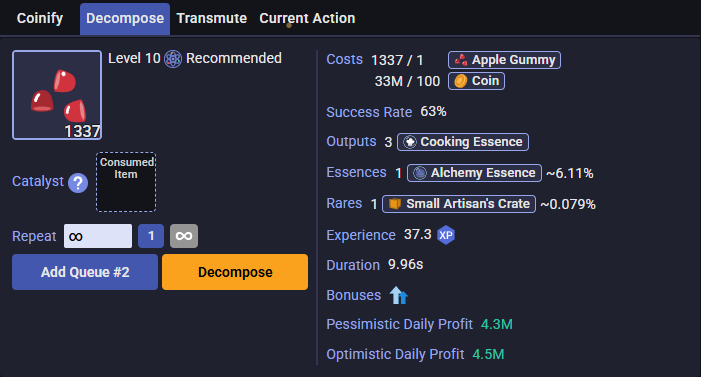 Coinify Decompose Transmute Current Action
Level 10 Recommended
1337
Catalyst ?
Consumed
Item
Repeat ∞ 1 ∞
Add Queue #2 Decompose
Costs 1337 / 1 Apple Gummy
33M / 100 Coin
Success Rate 63%
Outputs 3 Cooking Essence
Essences 1 Alchemy Essence ~6.11%
Rares 1 Small Artisan's Crate ~0.079%
Experience 37.3 XP
Duration 9.96s
Bonuses
Pessimistic Daily Profit 4.3M
Optimistic Daily Profit 4.5M